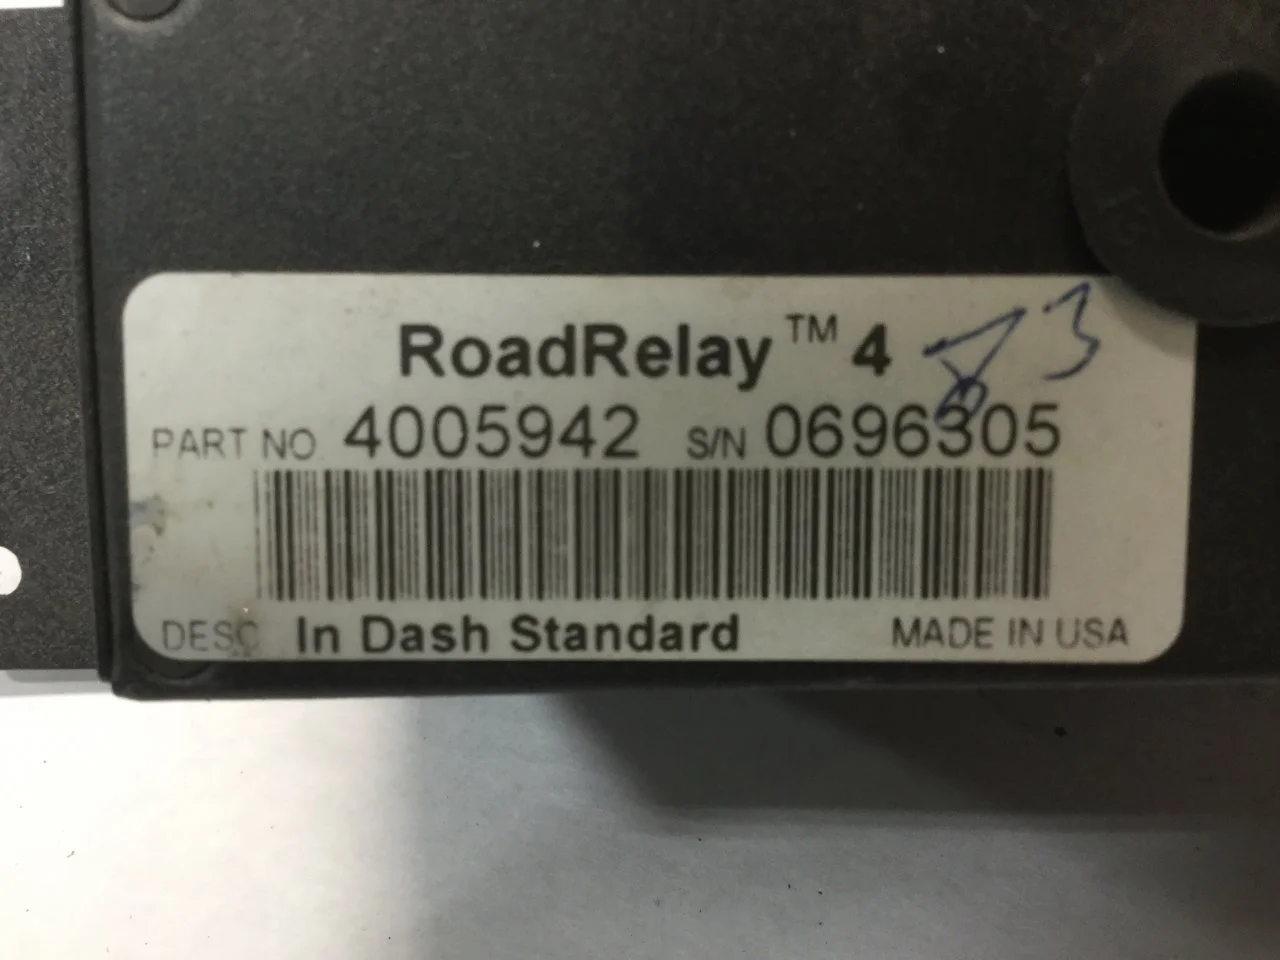 RoadRelay™ 4
PART NO 4005942 S/N 0696305
DESC In Dash Standard MADE IN USA